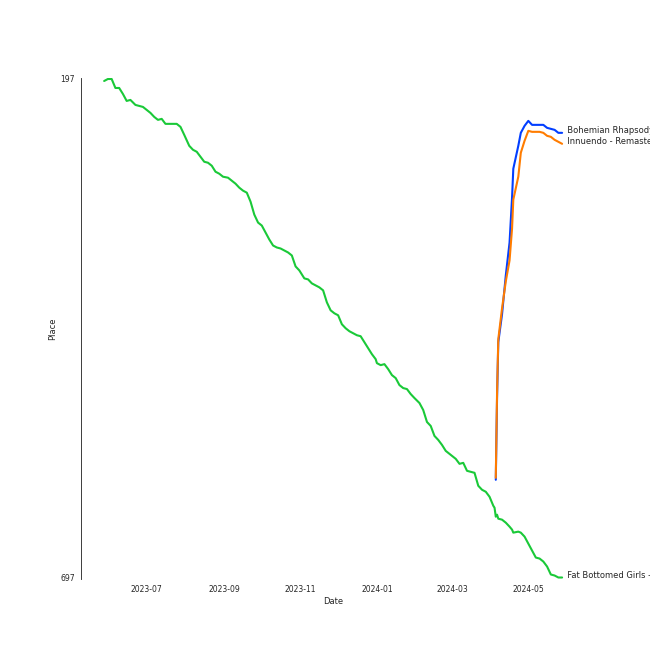 197
Bohemian Rhapsody
Innuendo - Remaste
Place
697
Fat Bottomed Girls -
2023-07 2023-09 2023-11 2024-01 2024-03 2024-05
Date